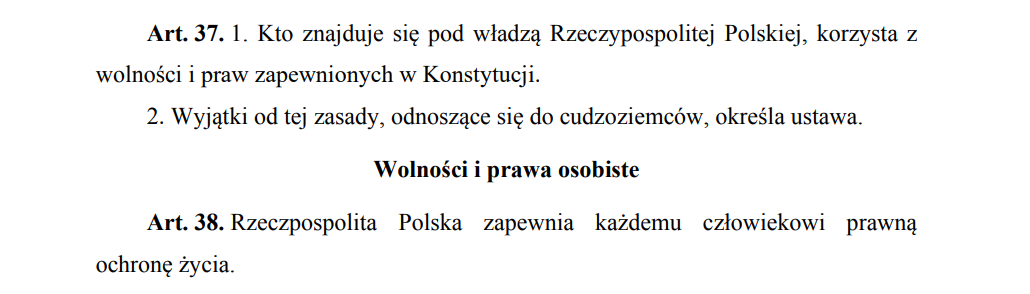 Art. 37. 1. Kto znajduje się pod władzą Rzeczypospolitej Polskiej, korzysta z
wolności i praw zapewnionych w Konstytucji.
2. Wyjątki od tej zasady, odnoszące się do cudzoziemców, określa ustawa.
Wolności i prawa osobiste
Art. 38. Rzeczpospolita Polska zapewnia każdemu człowiekowi prawną
ochronę życia.